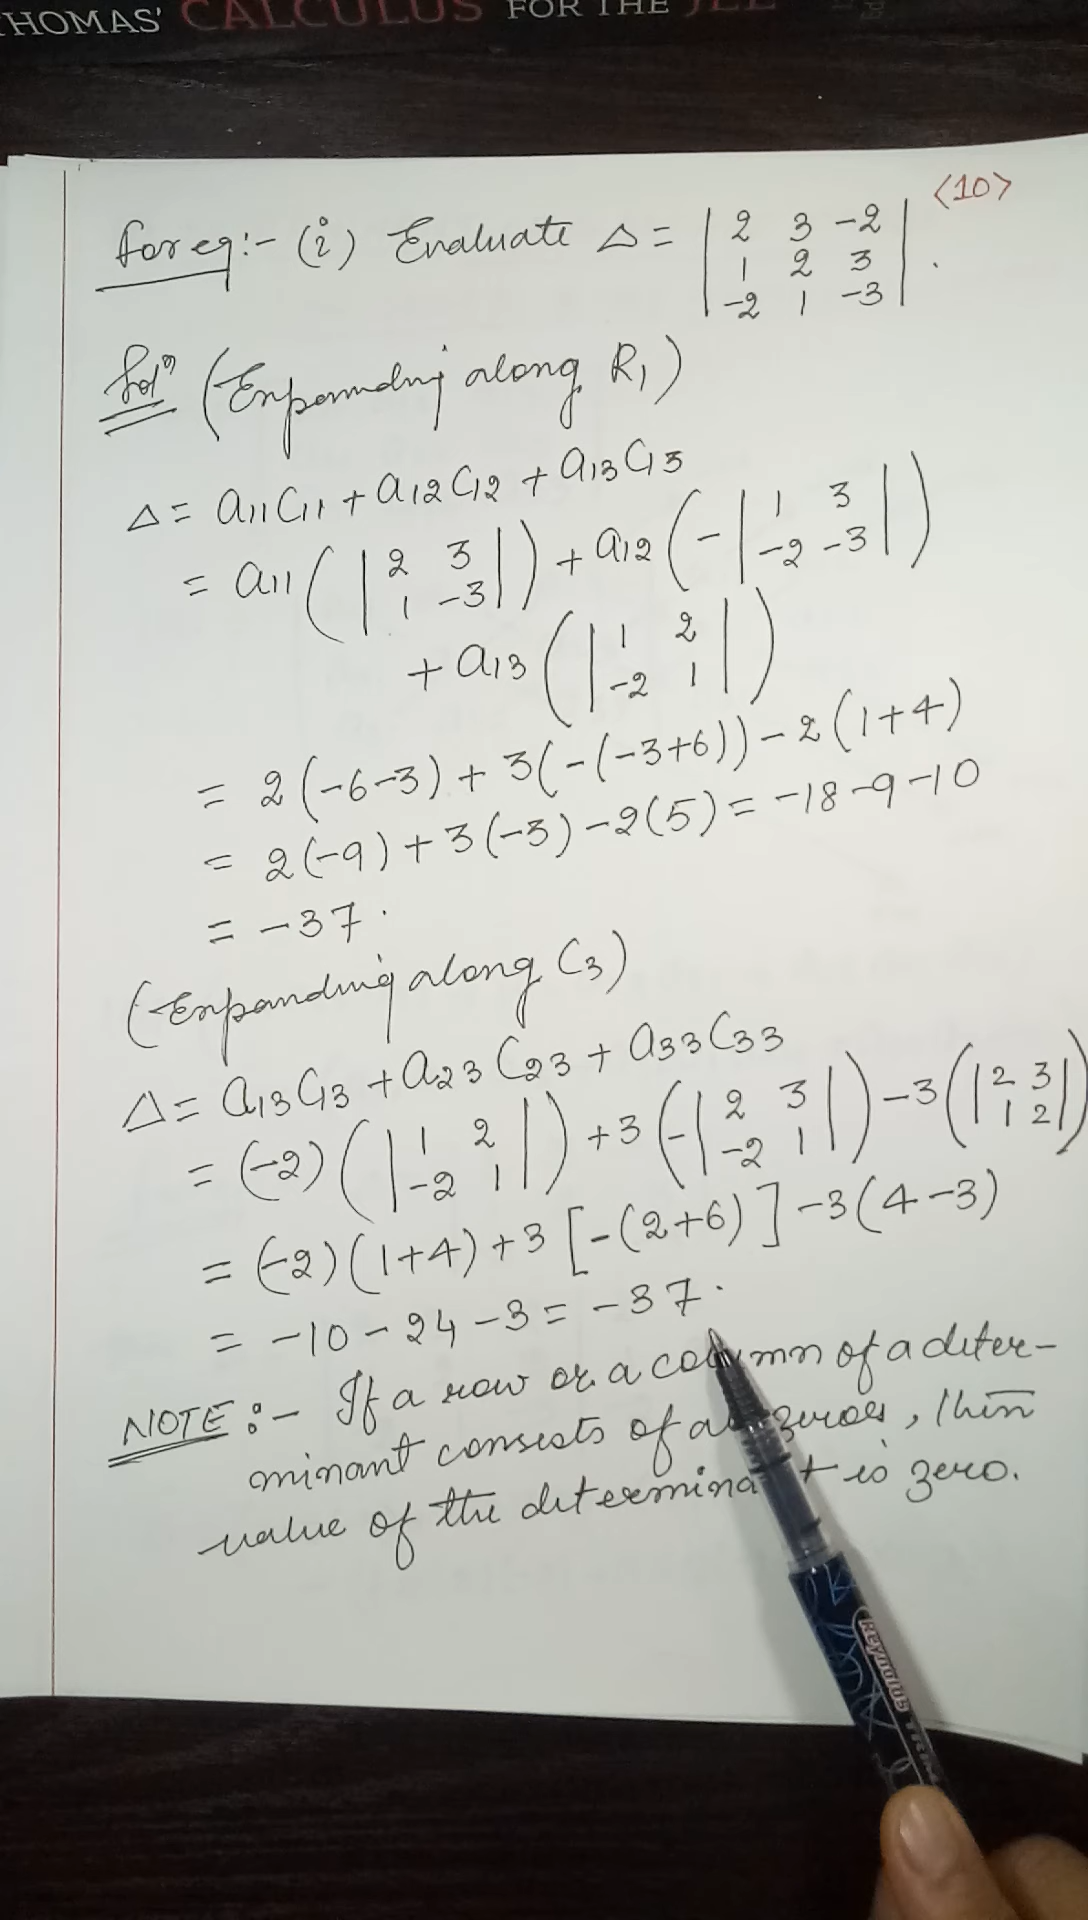 THOMAS' CALCULUS FOR THE JEE
<10>
for eg:- (i) Evaluate Δ = | 2 3 -2 | .
| 1 2 3 |
| -2 1 -3 |
Solⁿ (Expanding along R₁)
Δ = a₁₁C₁₁ + a₁₂C₁₂ + a₁₃C₁₃
= a₁₁ ( | 2 3 | ) + a₁₂ ( - | 1 3 | )
| 1 -3 | | -2 -3 |
+ a₁₃ ( | 1 2 | )
| -2 1 |
= 2(-6-3) + 3(-(-3+6)) - 2(1+4)
= 2(-9) + 3(-3) - 2(5) = -18-9-10
= -37.
(Expanding along C₃)
Δ = a₁₃C₁₃ + a₂₃C₂₃ + a₃₃C₃₃
= (-2) ( | 1 2 | ) + 3 ( - | 2 3 | ) - 3 ( | 2 3 | )
| -2 1 | | -2 1 | | 1 2 |
= (-2)(1+4) + 3[-(2+6)] - 3(4-3)
= -10 - 24 - 3 = -37.
NOTE :- If a row or a column of a deter-
minant consists of all zeroes, then
value of the determinant is zero.
Reynolds TRIMAX